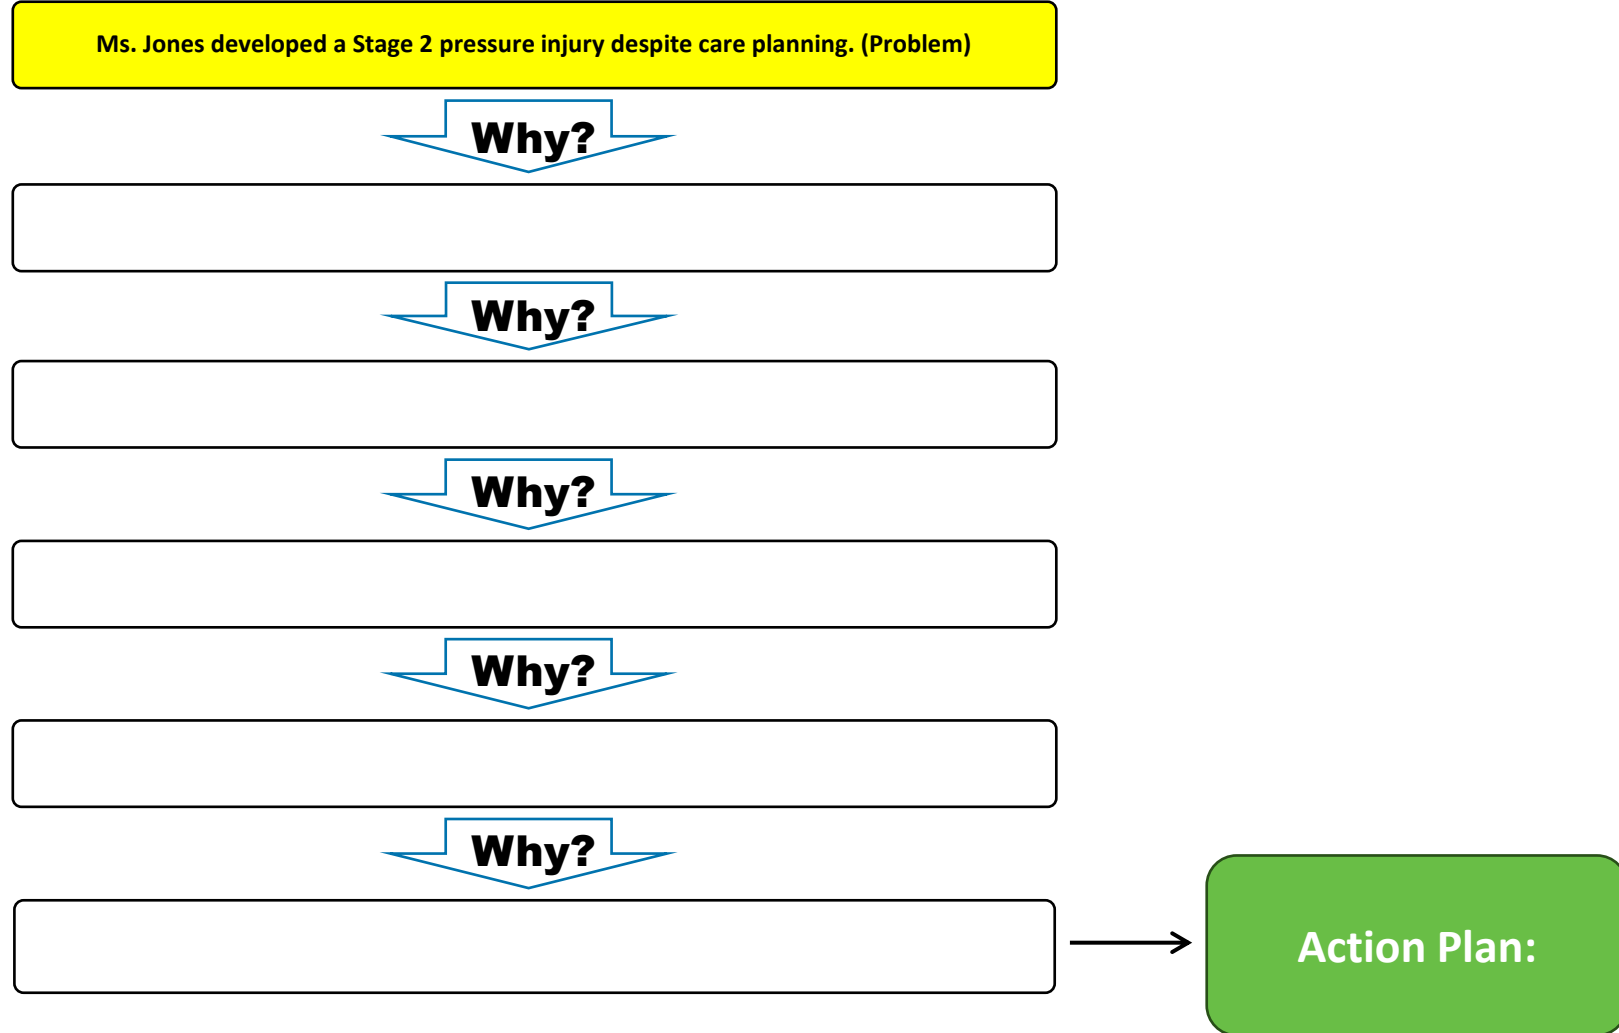 Ms. Jones developed a Stage 2 pressure injury despite care planning. (Problem)
Why?
Why?
Why?
Why?
Why?
Action Plan: